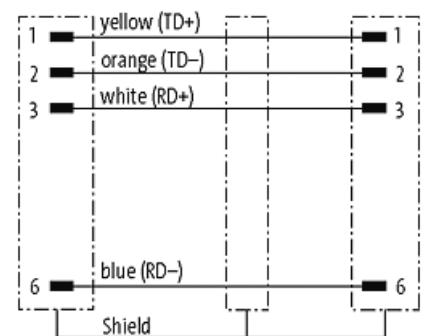 1 yellow (TD+) 1
2 orange (TD–) 2
3 white (RD+) 3
6 blue (RD–) 6
Shield